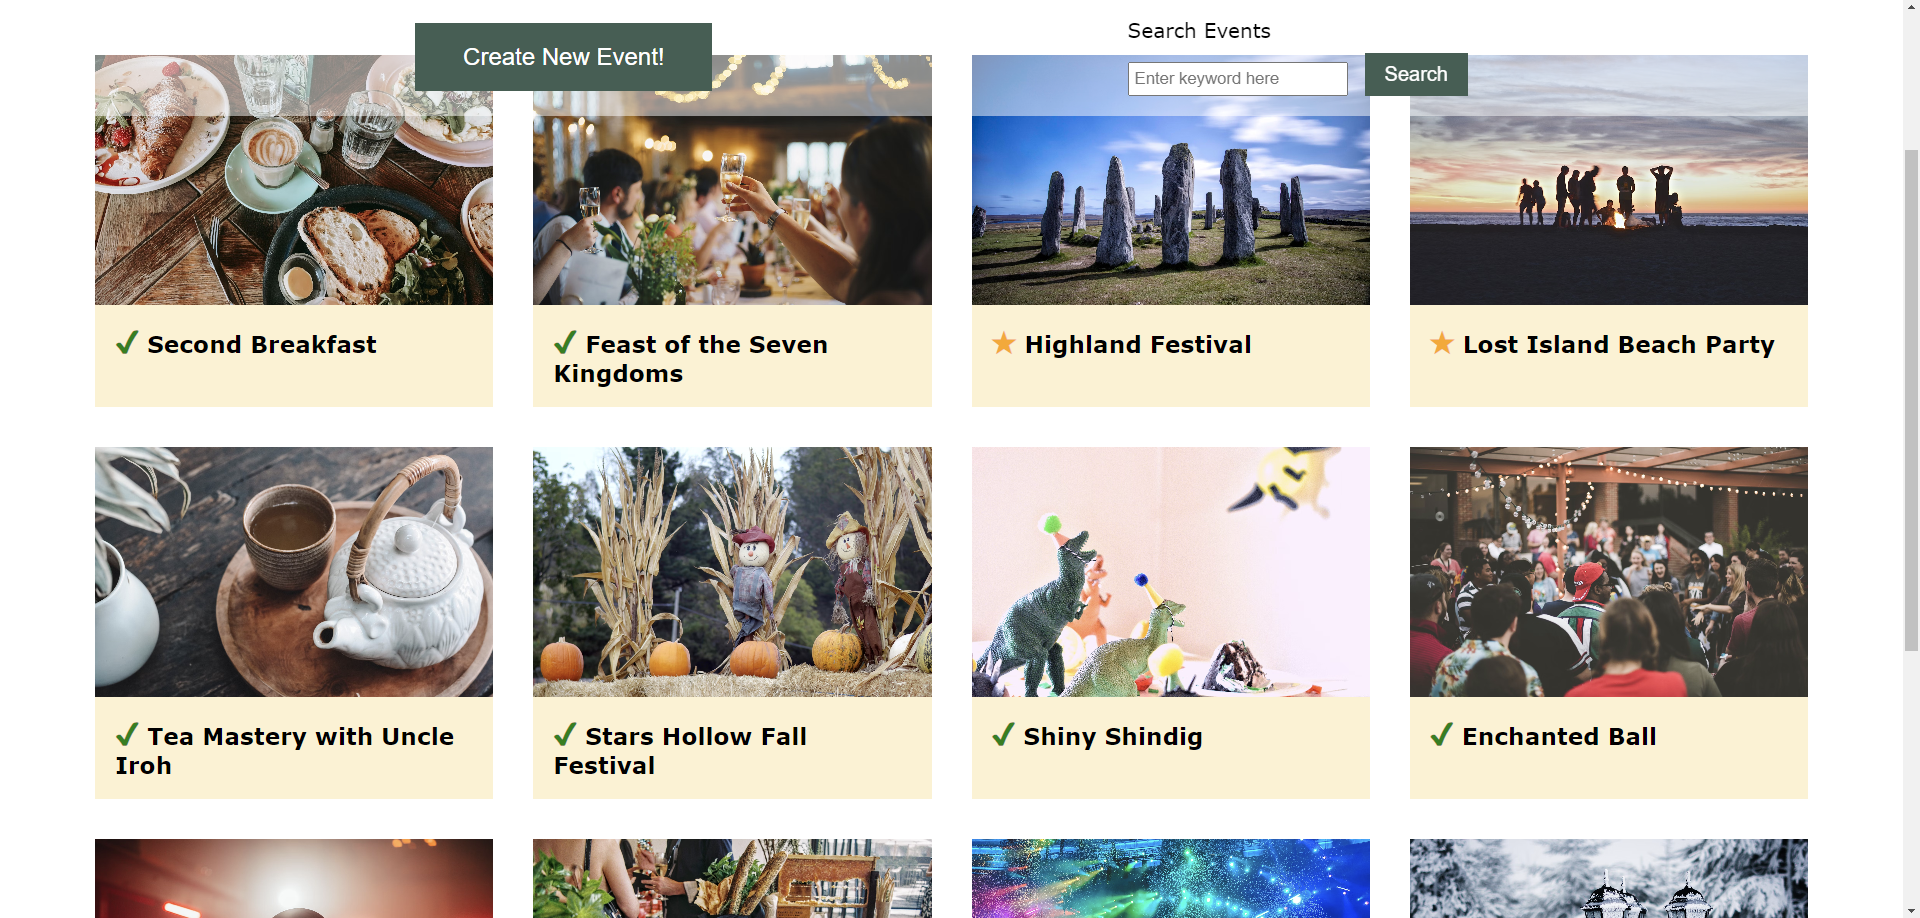 Create New Event!
Search Events
Enter keyword here
Search
✔ Second Breakfast
✔ Feast of the Seven
Kingdoms
★ Highland Festival
★ Lost Island Beach Party
✔ Tea Mastery with Uncle
Iroh
✔ Stars Hollow Fall
Festival
✔ Shiny Shindig
✔ Enchanted Ball